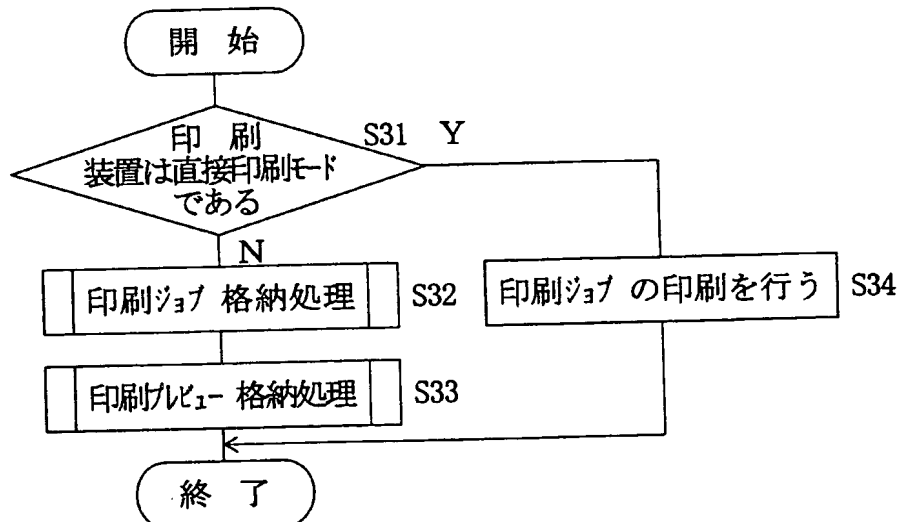 開 始
印 刷
装置は直接印刷ﾓｰﾄﾞ
である
S31 Y
N
印刷ｼﾞｮﾌﾞ 格納処理
S32
印刷ｼﾞｮﾌﾞ の印刷を行う
S34
印刷ﾌﾟﾚﾋﾞｭｰ 格納処理
S33
終 了